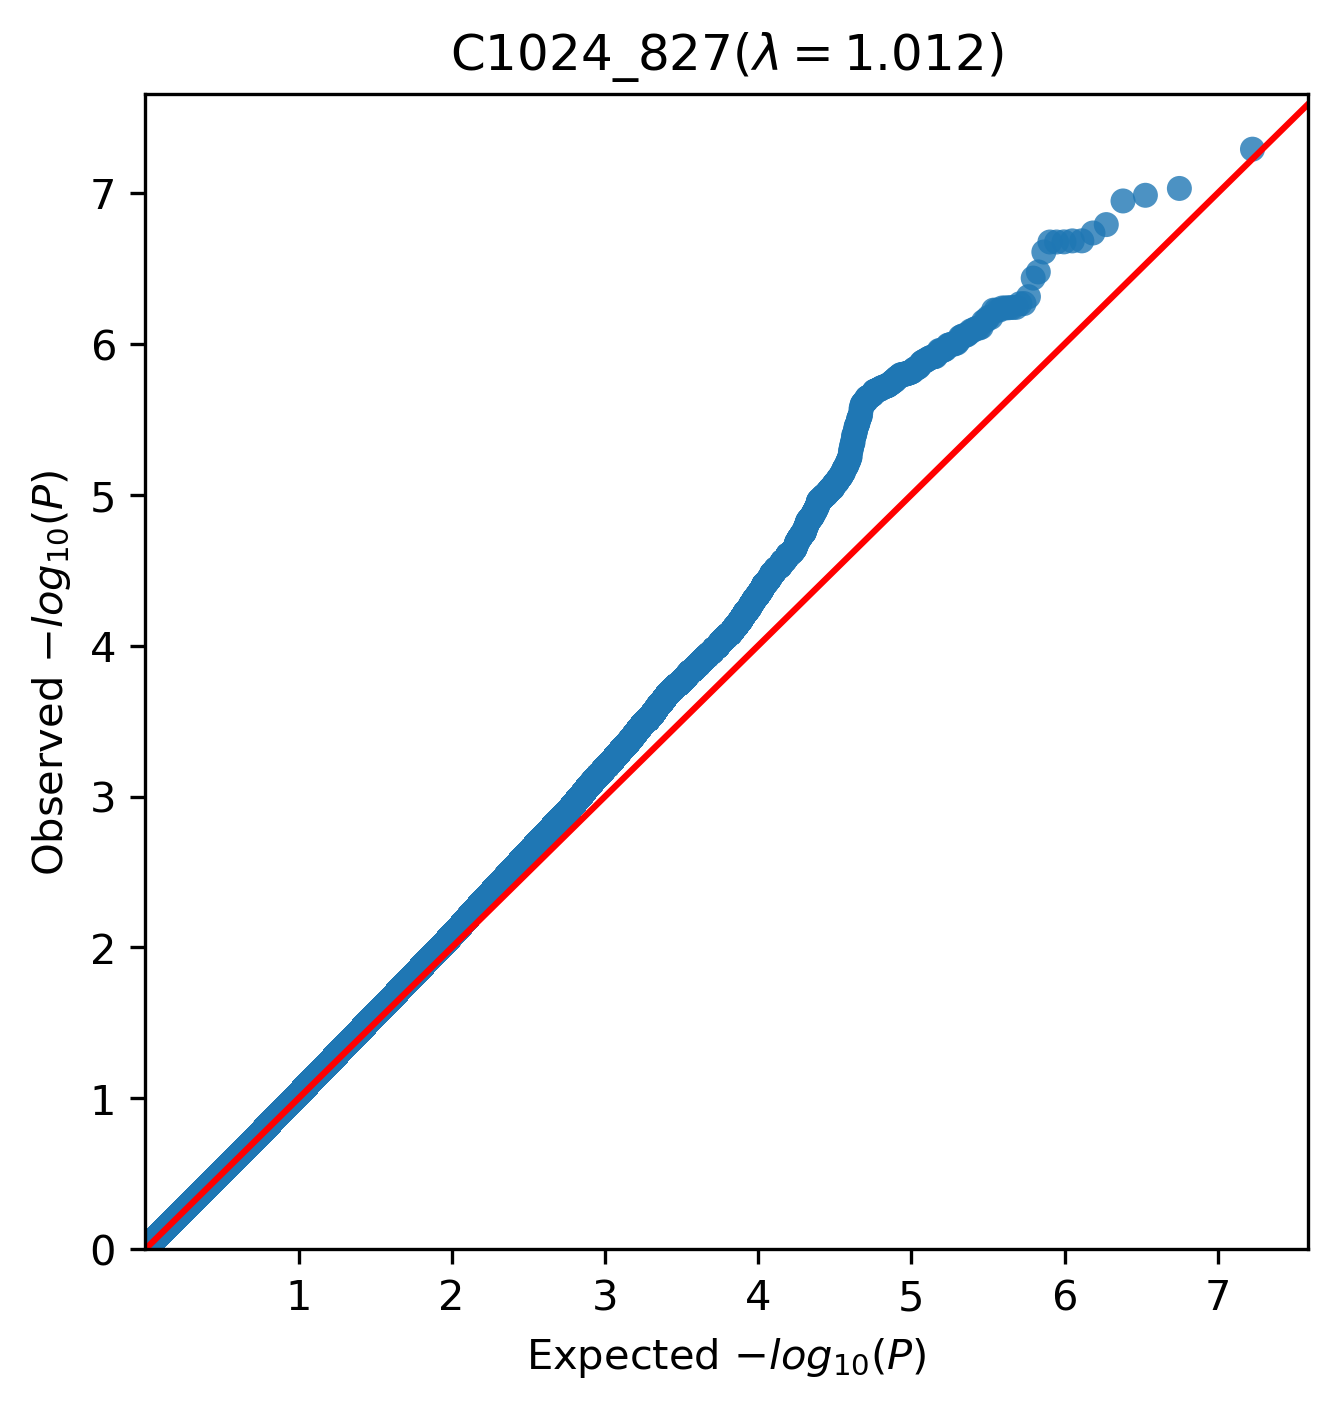 C1024_827(λ = 1.012)
Observed −log₁₀(P)
7
6
5
4
3
2
1
0
1 2 3 4 5 6 7
Expected −log₁₀(P)